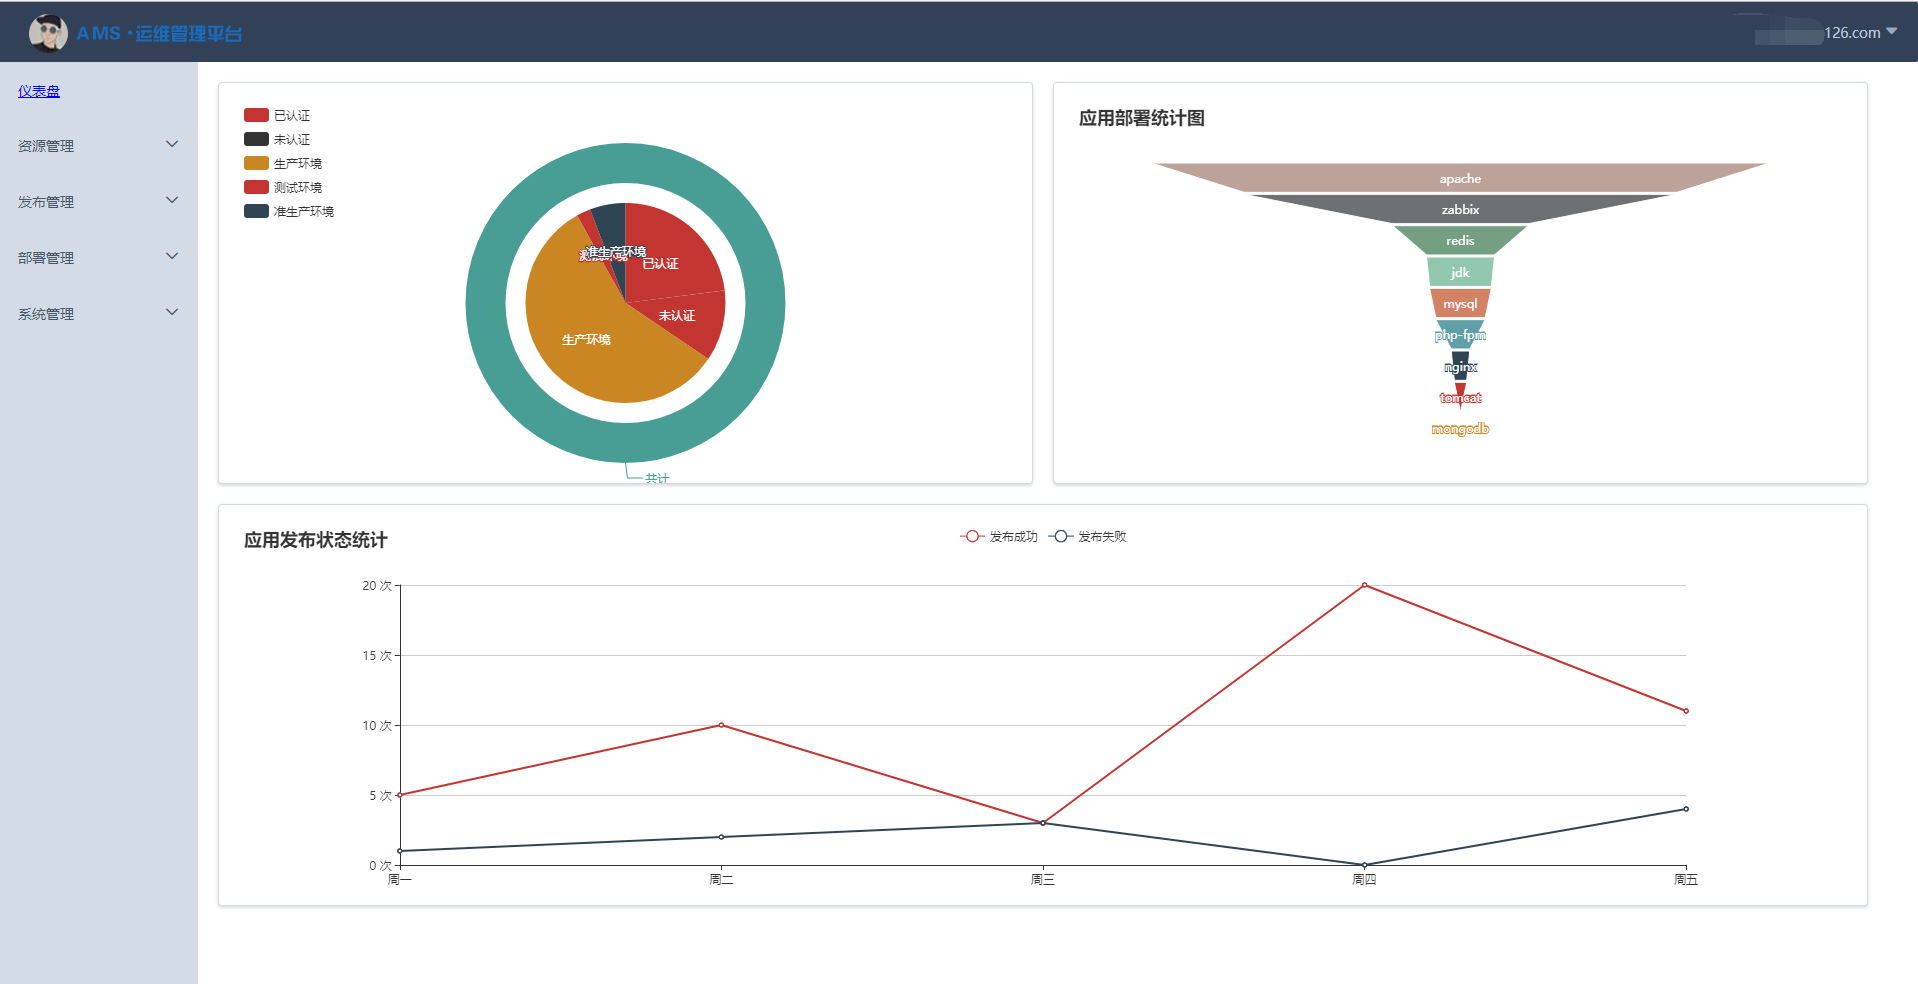 AMS·运维管理平台
126.com
仪表盘
资源管理
发布管理
部署管理
系统管理
已认证
未认证
生产环境
测试环境
准生产环境
准生产环境
测试环境
已认证
未认证
生产环境
共计
应用部署统计图
apache
zabbix
redis
jdk
mysql
php-fpm
nginx
tomcat
mongodb
应用发布状态统计
发布成功 发布失败
20 次
15 次
10 次
5 次
0 次
周一 周二 周三 周四 周五